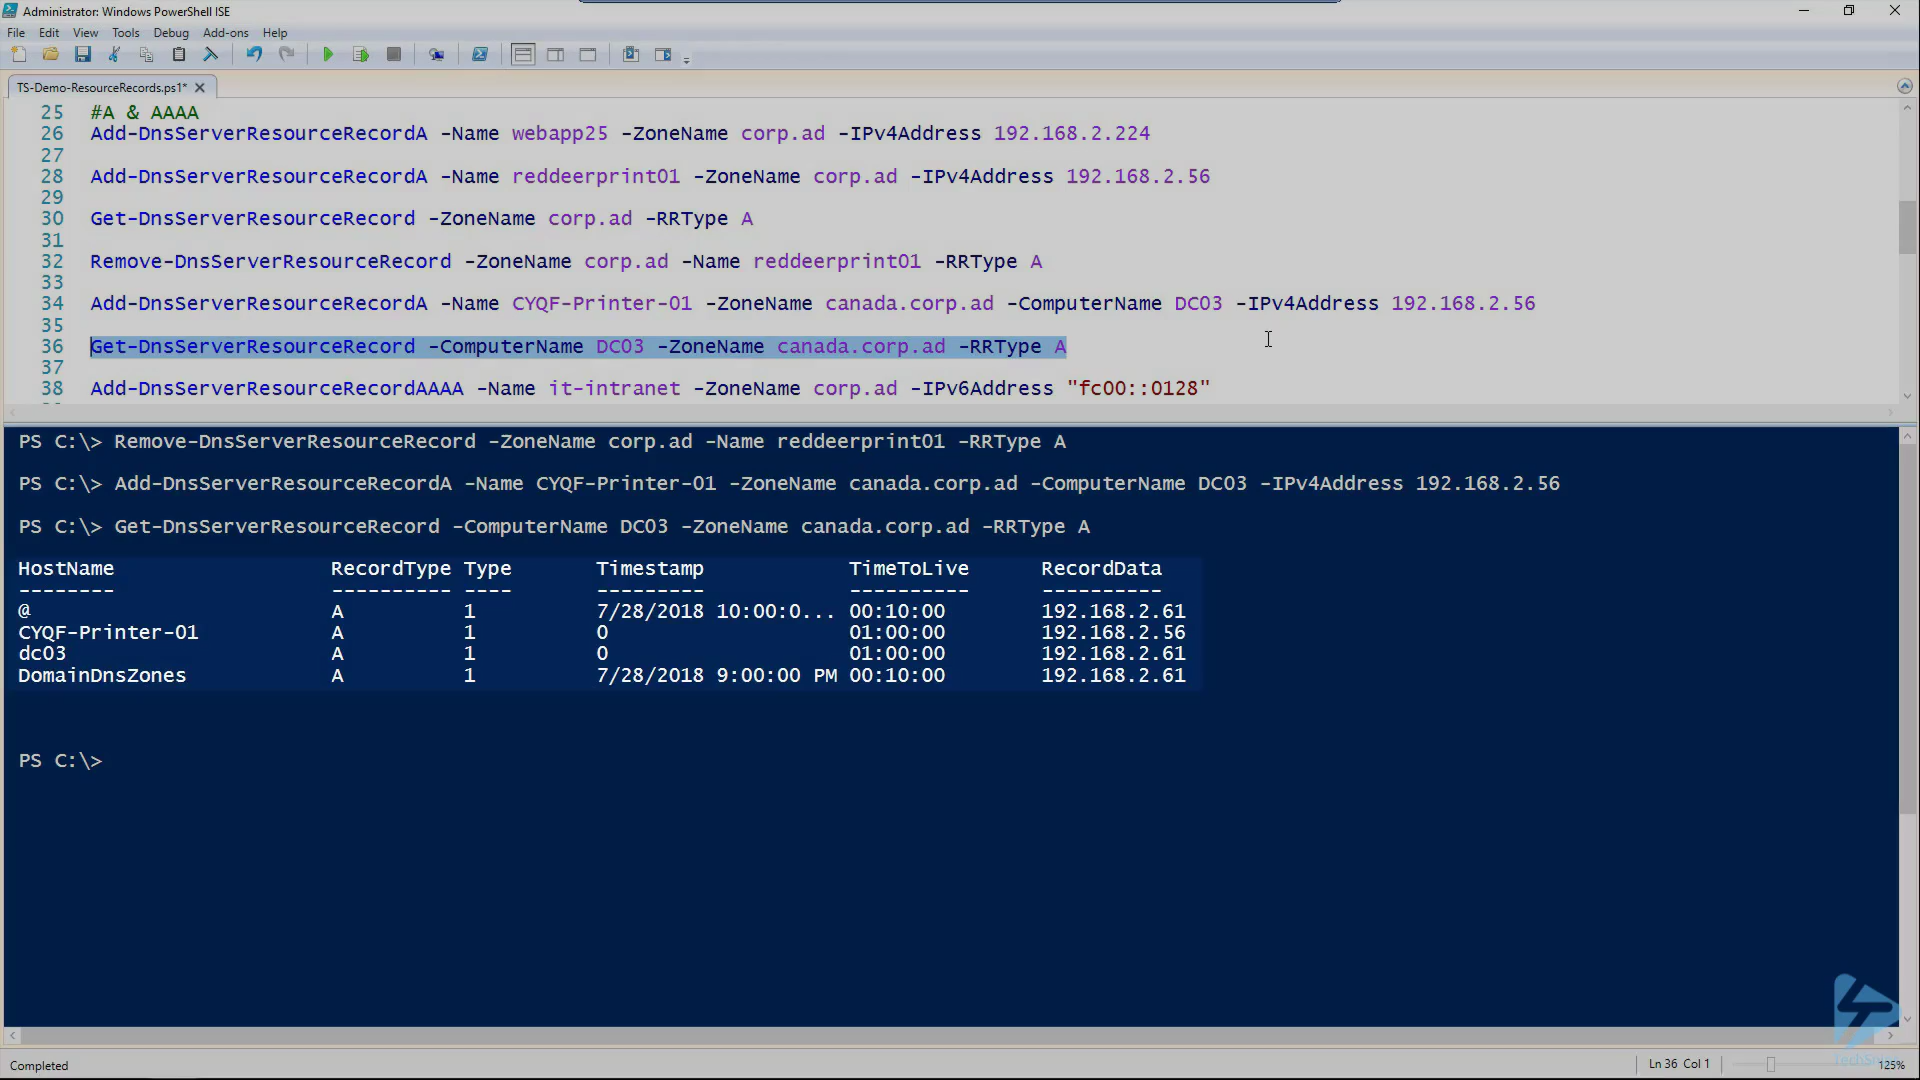 Administrator: Windows PowerShell ISE
File Edit View Tools Debug Add-ons Help
TS-Demo-ResourceRecords.ps1*
25 #A & AAAA
26 Add-DnsServerResourceRecordA -Name webapp25 -ZoneName corp.ad -IPv4Address 192.168.2.224
27
28 Add-DnsServerResourceRecordA -Name reddeerprint01 -ZoneName corp.ad -IPv4Address 192.168.2.56
29
30 Get-DnsServerResourceRecord -ZoneName corp.ad -RRType A
31
32 Remove-DnsServerResourceRecord -ZoneName corp.ad -Name reddeerprint01 -RRType A
33
34 Add-DnsServerResourceRecordA -Name CYQF-Printer-01 -ZoneName canada.corp.ad -ComputerName DC03 -IPv4Address 192.168.2.56
35
36 Get-DnsServerResourceRecord -ComputerName DC03 -ZoneName canada.corp.ad -RRType A
37
38 Add-DnsServerResourceRecordAAAA -Name it-intranet -ZoneName corp.ad -IPv6Address "fc00::0128"
PS C:\> Remove-DnsServerResourceRecord -ZoneName corp.ad -Name reddeerprint01 -RRType A
PS C:\> Add-DnsServerResourceRecordA -Name CYQF-Printer-01 -ZoneName canada.corp.ad -ComputerName DC03 -IPv4Address 192.168.2.56
PS C:\> Get-DnsServerResourceRecord -ComputerName DC03 -ZoneName canada.corp.ad -RRType A
HostName RecordType Type Timestamp TimeToLive RecordData
-------- ---------- ---- --------- ---------- ----------
@ A 1 7/28/2018 10:00:0... 00:10:00 192.168.2.61
CYQF-Printer-01 A 1 0 01:00:00 192.168.2.56
dc03 A 1 0 01:00:00 192.168.2.61
DomainDnsZones A 1 7/28/2018 9:00:00 PM 00:10:00 192.168.2.61
PS C:\>
Completed Ln 36 Col 1 125%